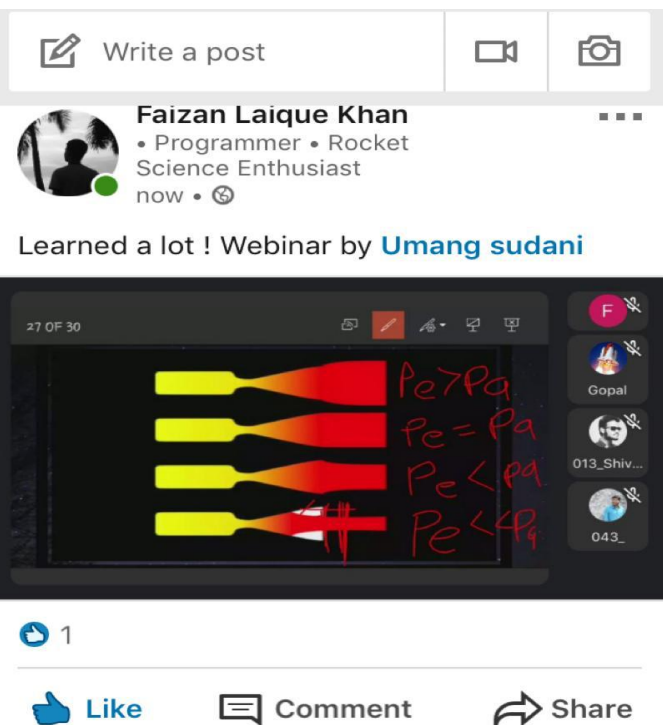 Write a post
Faizan Laique Khan
• Programmer • Rocket
Science Enthusiast
now •
Learned a lot ! Webinar by Umang sudani
27 OF 30
F
Gopal
013_Shiv...
043_
Pe>Pa
Pe=Pa
Pe<Pa
Pe<<Pa
1
Like
Comment
Share